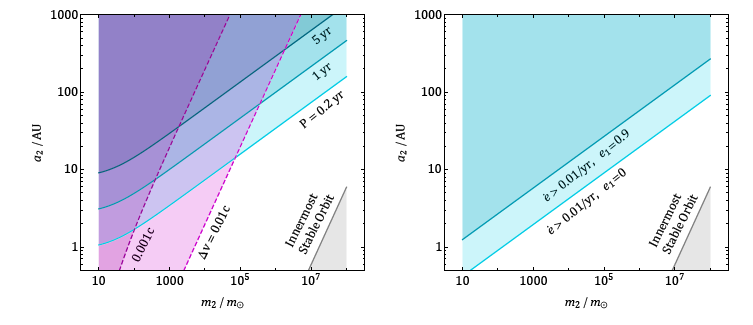 1000
100
10
1
a₂ / AU
5 yr
1 yr
P = 0.2 yr
0.001c
Δv = 0.01c
Innermost
Stable Orbit
10
1000
10⁵
10⁷
m₂ / m⊙
1000
100
10
1
a₂ / AU
ė > 0.01/yr, e₁=0.9
ė > 0.01/yr, e₁=0
Innermost
Stable Orbit
10
1000
10⁵
10⁷
m₂ / m⊙